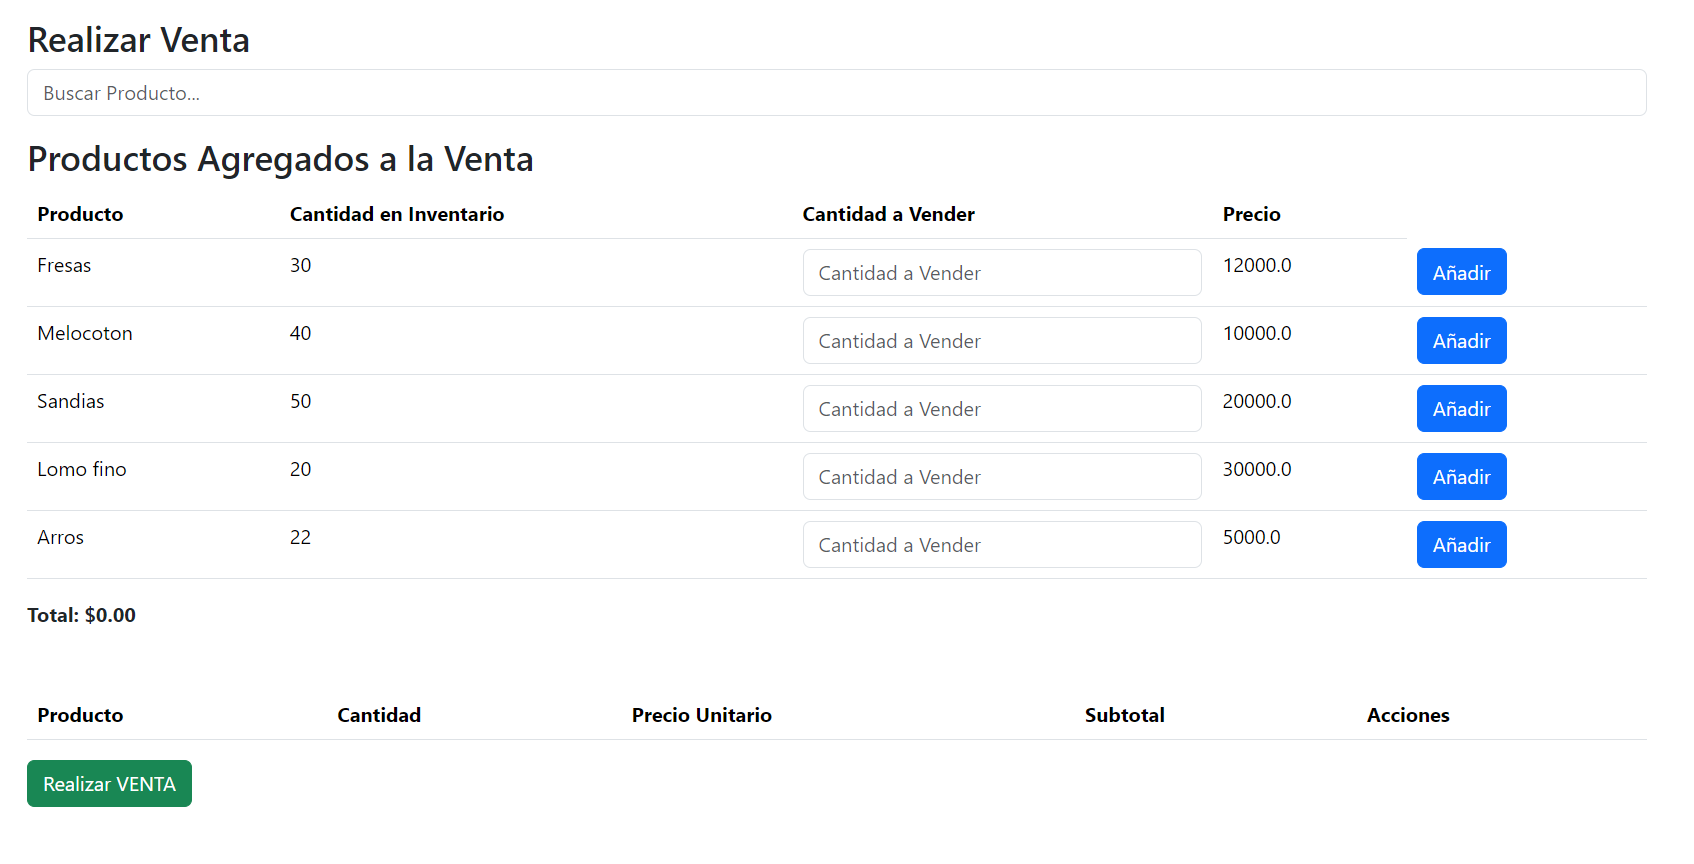 Realizar Venta
Buscar Producto...
Productos Agregados a la Venta
Producto Cantidad en Inventario Cantidad a Vender Precio
Fresas 30 Cantidad a Vender 12000.0 Añadir
Melocoton 40 Cantidad a Vender 10000.0 Añadir
Sandias 50 Cantidad a Vender 20000.0 Añadir
Lomo fino 20 Cantidad a Vender 30000.0 Añadir
Arros 22 Cantidad a Vender 5000.0 Añadir
Total: $0.00
Producto Cantidad Precio Unitario Subtotal Acciones
Realizar VENTA